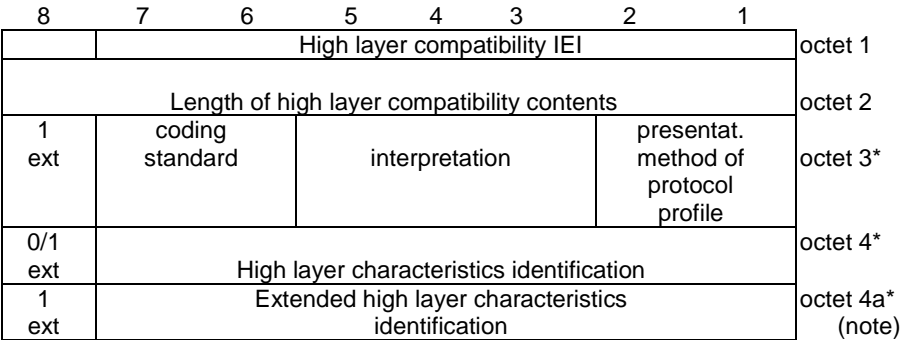 8 7 6 5 4 3 2 1
High layer compatibility IEI octet 1
Length of high layer compatibility contents octet 2
1 coding presentat.
ext standard interpretation method of octet 3*
protocol
profile
0/1 octet 4*
ext High layer characteristics identification
1 Extended high layer characteristics octet 4a*
ext identification (note)